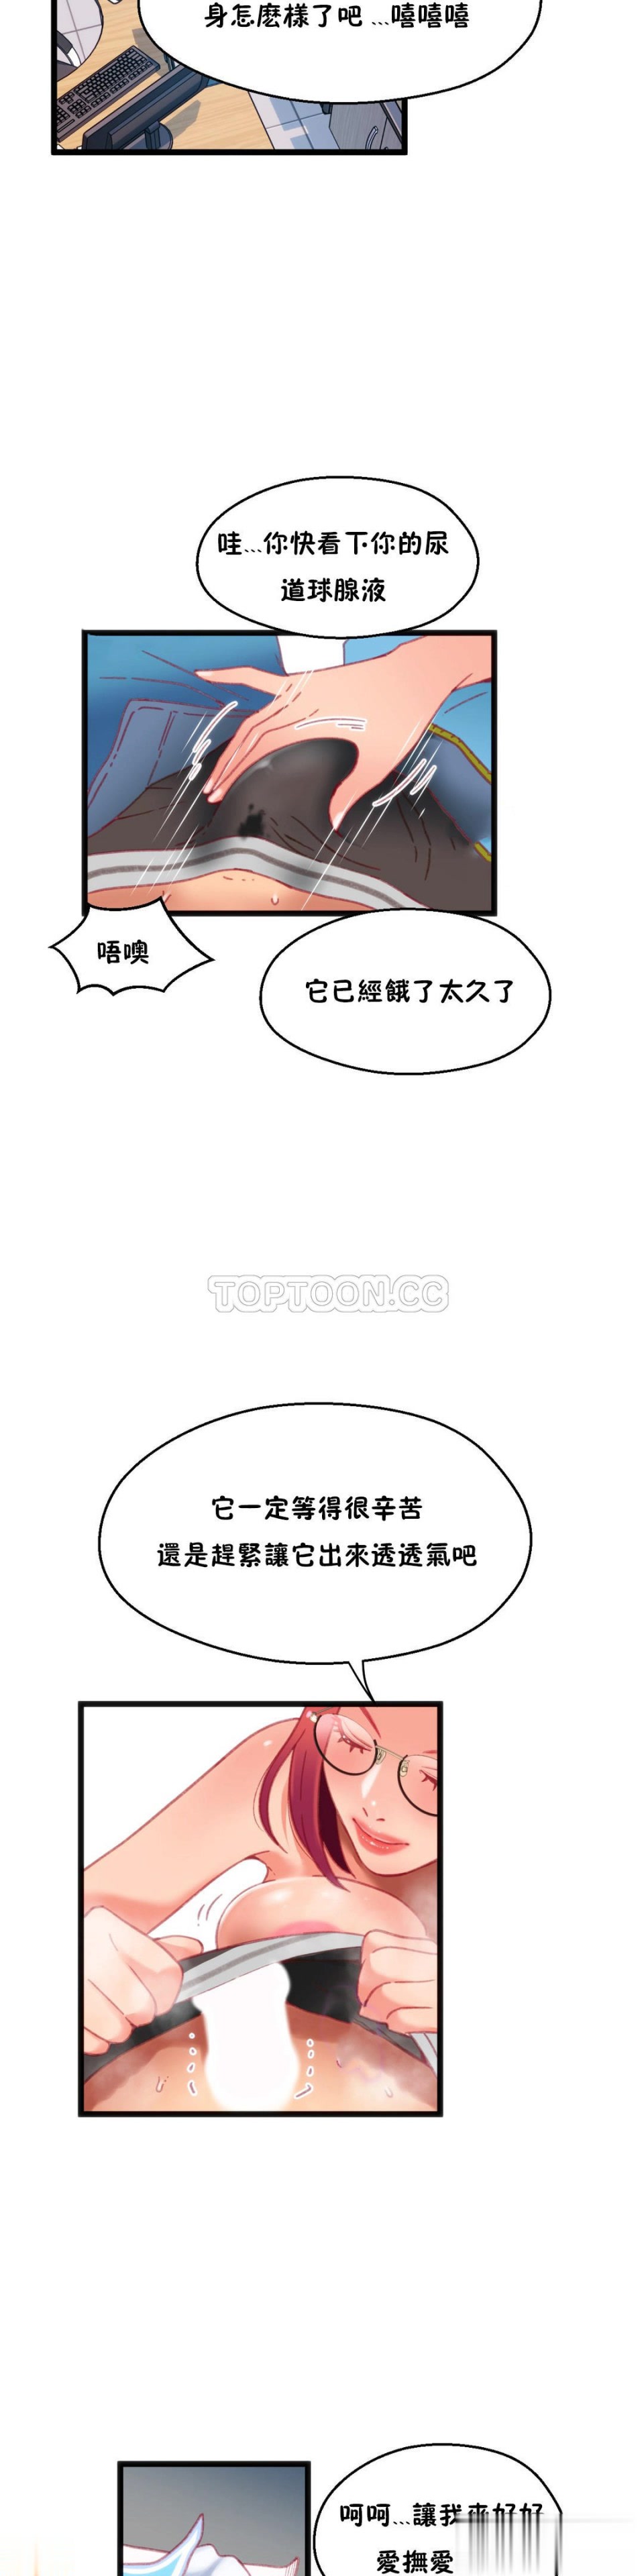 身怎麽樣了吧 ...嘻嘻嘻
哇...你快看下你的尿
道球腺液
唔噢
它已經餓了太久了
TOPTOON.CC
它一定等得很辛苦
還是趕緊讓它出來透透氣吧
呵呵...讓我來好好
愛撫愛